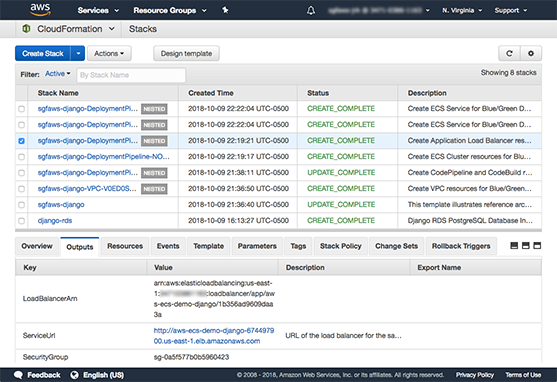 aws
Services
Resource Groups
N. Virginia
Support
CloudFormation
Stacks
Create Stack
Actions
Design template
Filter:
Active
By Stack Name
Showing 8 stacks
Stack Name Created Time Status Description
sgfaws-django-DeploymentPi... NESTED 2018-10-09 22:22:04 UTC-0500 CREATE_COMPLETE Create ECS Service for Blue/Green D...
sgfaws-django-DeploymentPi... NESTED 2018-10-09 22:22:04 UTC-0500 CREATE_COMPLETE Create ECS Service for Blue/Green D...
sgfaws-django-DeploymentPi... NESTED 2018-10-09 22:19:21 UTC-0500 CREATE_COMPLETE Create Application Load Balancer res...
sgfaws-django-DeploymentPipeline-NO... 2018-10-09 22:19:17 UTC-0500 CREATE_COMPLETE Create ECS Cluster resources for Bl...
sgfaws-django-DeploymentPi... NESTED 2018-10-09 21:38:11 UTC-0500 UPDATE_COMPLETE Create CodePipeline and CodeBuild r...
sgfaws-django-VPC-V0ED0S... NESTED 2018-10-09 21:36:50 UTC-0500 UPDATE_COMPLETE Create VPC resources for Blue/Green...
sgfaws-django 2018-10-09 21:36:40 UTC-0500 UPDATE_COMPLETE This template illustrates reference arc...
django-rds 2018-10-09 16:13:27 UTC-0500 CREATE_COMPLETE Django RDS PostgreSQL Database In...
Overview Outputs Resources Events Template Parameters Tags Stack Policy Change Sets Rollback Triggers
Key Value Description Export Name
LoadBalancerArn
arn:aws:elasticloadbalancing:us-east-
1: :loadbalancer/app/aw
s-ecs-demo-django/1b356ad9609daa
3a
ServiceUrl
http://aws-ecs-demo-django-6744979
00.us-east-1.elb.amazonaws.com
URL of the load balancer for the sa...
SecurityGroup sg-0a5f577b0b5960423
Feedback
English (US)
© 2008 - 2018, Amazon Web Services, Inc. or its affiliates. All rights reserved.
Privacy Policy
Terms of Use